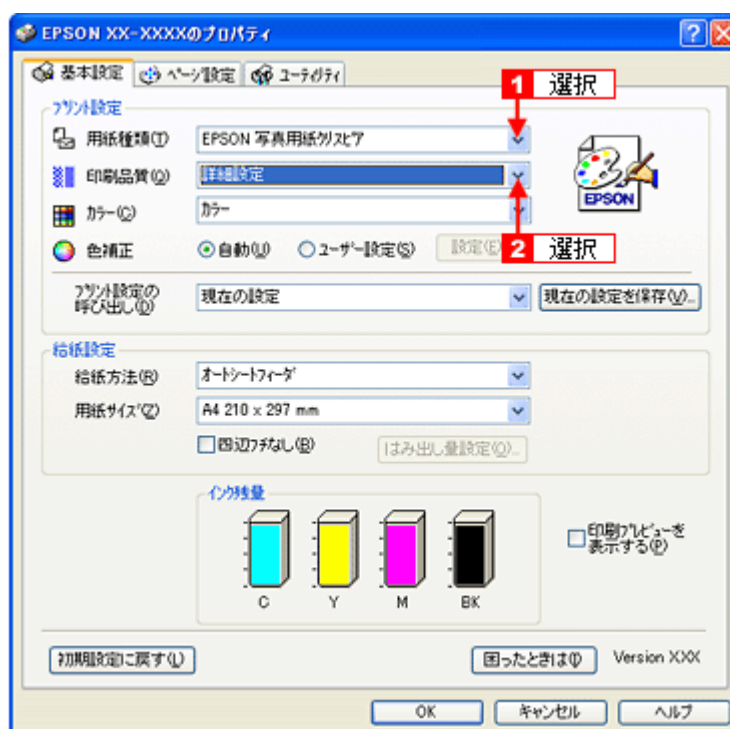 EPSON XX-XXXXのプロパティ
基本設定 ページ設定 ユーティリティ
1 選択
プリント設定
用紙種類(T) EPSON 写真用紙クリスピア
印刷品質(Q) 詳細設定
EPSON
カラー(C) カラー
色補正 自動(U) ユーザー設定(S) 設定(E)
2 選択
プリント設定の
呼び出し(D) 現在の設定 現在の設定を保存(V)...
給紙設定
給紙方法(R) オートシートフィーダ
用紙サイズ(Z) A4 210 x 297 mm
四辺フチなし(B) はみ出し量設定(O)...
インク残量
印刷プレビューを
表示する(P)
C Y M BK
初期設定に戻す(L) 困ったときは(I) Version X.XX
OK キャンセル ヘルプ